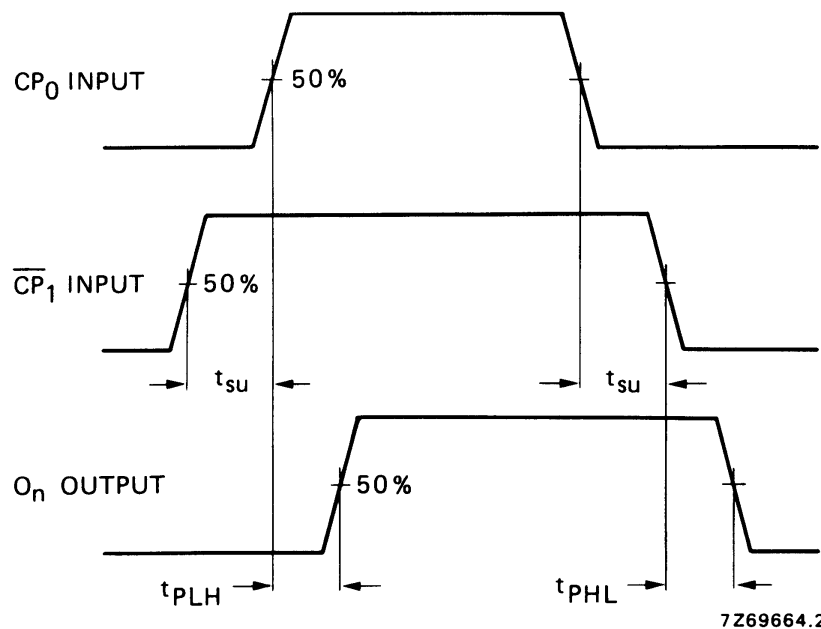 CP0 INPUT
50%
CP1 INPUT
50%
tsu
tsu
On OUTPUT
50%
tPLH
tPHL
7Z69664.2